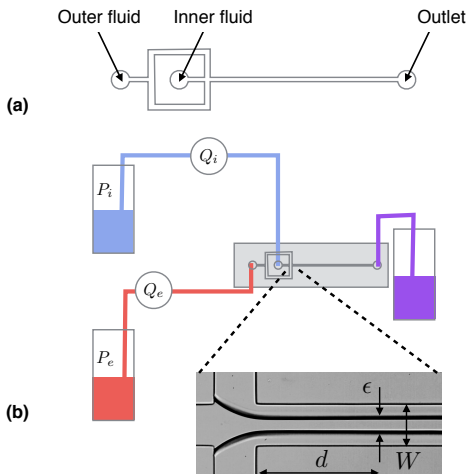 Outer fluid Inner fluid Outlet
(a)
P_i
Q_i
Q_e
P_e
(b)
ϵ
d
W